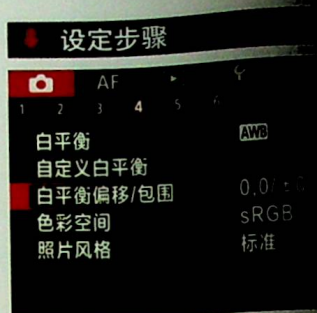 设定步骤
AF
1 2 3 4 5 6
白平衡 AWB
自定义白平衡
白平衡偏移/包围 0,0/±0
色彩空间 sRGB
照片风格 标准